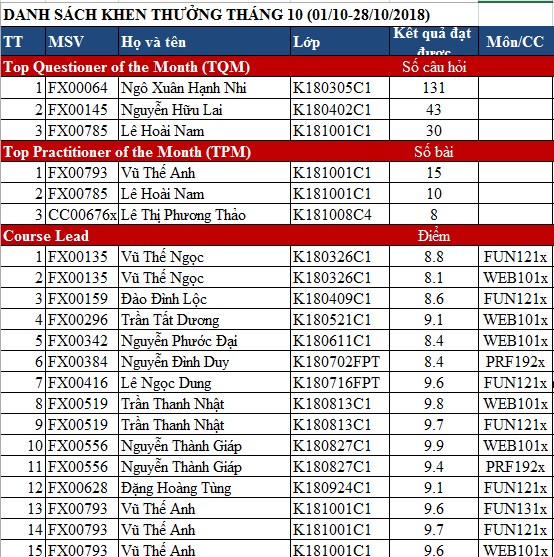 DANH SÁCH KHEN THƯỞNG THÁNG 10 (01/10-28/10/2018)
TT MSV Họ và tên Lớp Kết quả đạt được Môn/CC
Top Questioner of the Month (TQM) Số câu hỏi
1 FX00064 Ngô Xuân Hạnh Nhi K180305C1 131
2 FX00145 Nguyễn Hữu Lai K180402C1 43
3 FX00785 Lê Hoài Nam K181001C1 30
Top Practitioner of the Month (TPM) Số bài
1 FX00793 Vũ Thế Anh K181001C1 15
2 FX00785 Lê Hoài Nam K181001C1 10
3 CC00676x Lê Thị Phương Thảo K181008C4 8
Course Lead Điểm
1 FX00135 Vũ Thế Ngọc K180326C1 8.8 FUN121x
2 FX00135 Vũ Thế Ngọc K180326C1 8.1 WEB101x
3 FX00159 Đào Đình Lộc K180409C1 8.6 FUN121x
4 FX00296 Trần Tất Dương K180521C1 9.1 WEB101x
5 FX00342 Nguyễn Phước Đại K180611C1 8.4 WEB101x
6 FX00384 Nguyễn Đình Duy K180702FPT 8.4 PRF192x
7 FX00416 Lê Ngọc Dung K180716FPT 9.6 FUN121x
8 FX00519 Trần Thanh Nhật K180813C1 9.8 WEB101x
9 FX00519 Trần Thanh Nhật K180813C1 9.7 FUN121x
10 FX00556 Nguyễn Thành Giáp K180827C1 9.9 WEB101x
11 FX00556 Nguyễn Thành Giáp K180827C1 9.4 PRF192x
12 FX00628 Đặng Hoàng Tùng K180924C1 9.1 FUN121x
13 FX00793 Vũ Thế Anh K181001C1 9.6 FUN131x
14 FX00793 Vũ Thế Anh K181001C1 9.7 FUN121x
15 FX00793 Vũ Thế Anh K181001C1 9.6 WEB101x